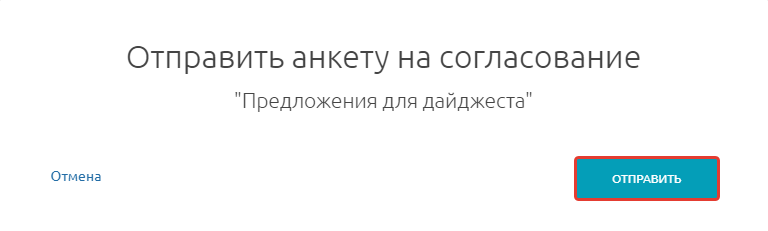 Отправить анкету на согласование
"Предложения для дайджеста"
Отмена
ОТПРАВИТЬ